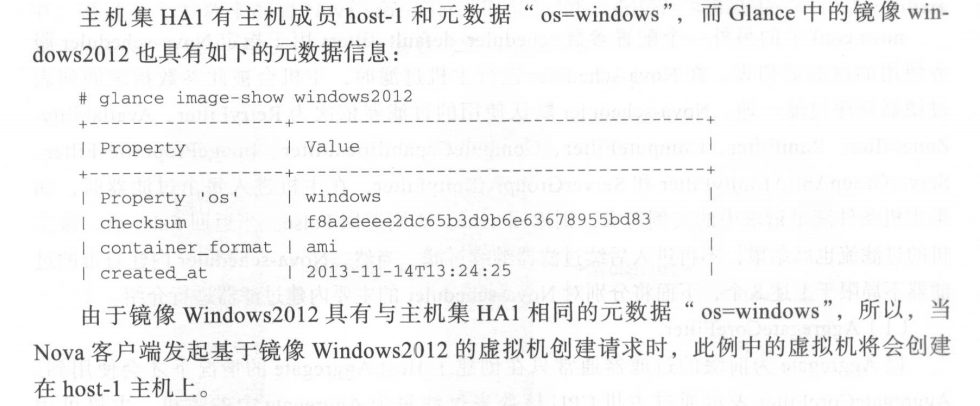 主机集 HA1 有主机成员 host-1 和元数据“ os=windows”，而 Glance 中的镜像 win-
dows2012 也具有如下的元数据信息：
# glance image-show windows2012
+------------------+--------------------------------------+
| Property | Value |
+------------------+--------------------------------------+
| Property 'os' | windows |
| checksum | f8a2eeee2dc65b3d9b6e63678955bd83 |
| container_format | ami |
| created_at | 2013-11-14T13:24:25 |
由于镜像 Windows2012 具有与主机集 HA1 相同的元数据“ os=windows”，所以，当
Nova 客户端发起基于镜像 Windows2012 的虚拟机创建请求时，此例中的虚拟机将会创建
在 host-1 主机上。